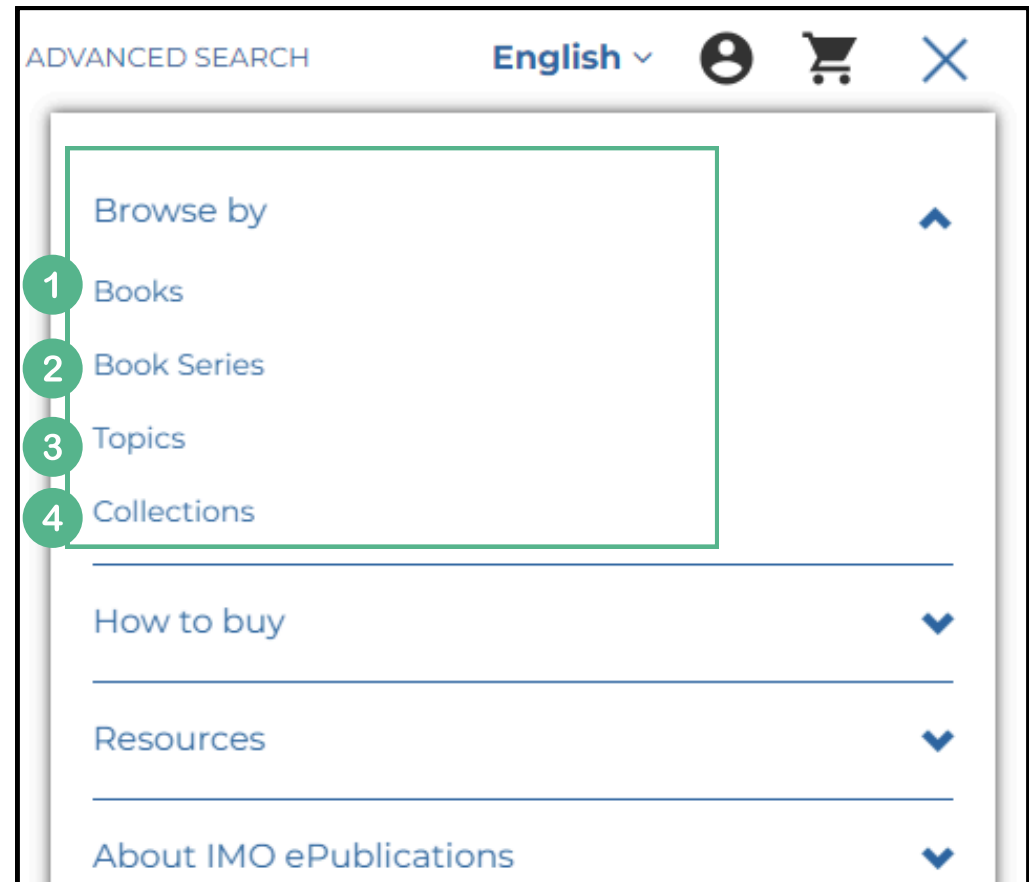 ADVANCED SEARCH English
Browse by
1 Books
2 Book Series
3 Topics
4 Collections
How to buy
Resources
About IMO ePublications